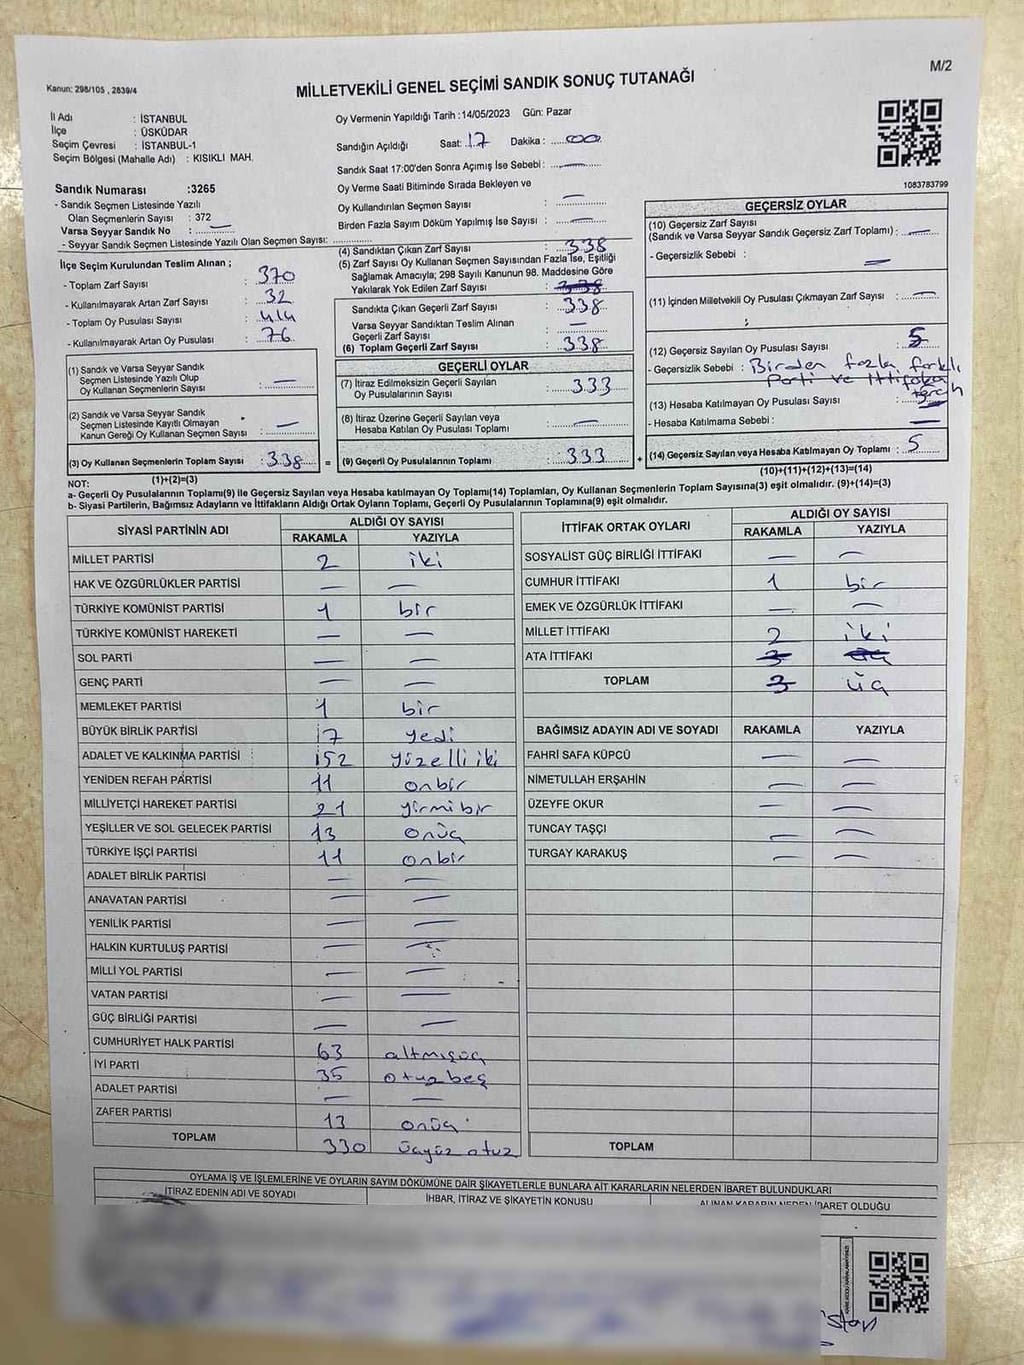 M/2
Kanun: 298/105 , 2839/4
MİLLETVEKİLİ GENEL SEÇİMİ SANDIK SONUÇ TUTANAĞI
İl Adı : İSTANBUL
İlçe : ÜSKÜDAR
Seçim Çevresi : İSTANBUL-1
Seçim Bölgesi (Mahalle Adı) : KISIKLI MAH.
Sandık Numarası :3265
- Sandık Seçmen Listesinde Yazılı
Olan Seçmenlerin Sayısı : 372
Varsa Seyyar Sandık No : —
- Seyyar Sandık Seçmen Listesinde Yazılı Olan Seçmen Sayısı:
Oy Vermenin Yapıldığı Tarih :14/05/2023 Gün: Pazar
Sandığın Açıldığı Saat: 17 Dakika: 00
Sandık Saat 17:00'den Sonra Açımış İse Sebebi: —
Oy Verme Saati Bitiminde Sırada Bekleyen ve
Oy Kullandırılan Seçmen Sayısı : —
Birden Fazla Sayım Döküm Yapılmış İse Sayısı : —
1083783799
İlçe Seçim Kurulundan Teslim Alınan ;
- Toplam Zarf Sayısı : 370
- Kullanılmayarak Artan Zarf Sayısı : 32
- Toplam Oy Pusulası Sayısı : 414
- Kullanılmayarak Artan Oy Pusulası : 76
(1) Sandık ve Varsa Seyyar Sandık
Seçmen Listesinde Yazılı Olup
Oy Kullanan Seçmenlerin Sayısı : —
(2) Sandık ve Varsa Seyyar Sandık
Seçmen Listesinde Kayıtlı Olmayan
Kanun Gereği Oy Kullanan Seçmen Sayısı : —
(3) Oy Kullanan Seçmenlerin Toplam Sayısı : 338
(1)+(2)=(3)
(4) Sandıktan Çıkan Zarf Sayısı : 338
(5) Zarf Sayısı Oy Kullanan Seçmen Sayısından Fazla İse, Eşitliği
Sağlamak Amacıyla; 298 Sayılı Kanunun 98. Maddesine Göre
Yakılarak Yok Edilen Zarf Sayısı : 338
Sandıkta Çıkan Geçerli Zarf Sayısı : 338
Varsa Seyyar Sandıktan Teslim Alınan
Geçerli Zarf Sayısı : —
(6) Toplam Geçerli Zarf Sayısı : 338
GEÇERLİ OYLAR
(7) İtiraz Edilmeksizin Geçerli Sayılan
Oy Pusulalarının Sayısı : 333
(8) İtiraz Üzerine Geçerli Sayılan veya
Hesaba Katılan Oy Pusulası Toplamı : —
= (9) Geçerli Oy Pusulalarının Toplamı : 333 +
GEÇERSİZ OYLAR
(10) Geçersiz Zarf Sayısı
(Sandık ve Varsa Seyyar Sandık Geçersiz Zarf Toplamı) : —
- Geçersizlik Sebebi : —
(11) İçinden Milletvekili Oy Pusulası Çıkmayan Zarf Sayısı : —
(12) Geçersiz Sayılan Oy Pusulası Sayısı : 5
- Geçersizlik Sebebi : Birden fazla farklı
Parti ve İttifaka
tercih
(13) Hesaba Katılmayan Oy Pusulası Sayısı : —
- Hesaba Katılmama Sebebi : —
(14) Geçersiz Sayılan veya Hesaba Katılmayan Oy Toplamı : 5
(10)+(11)+(12)+(13)=(14)
NOT:
a- Geçerli Oy Pusulalarının Toplamı(9) ile Geçersiz Sayılan veya Hesaba katılmayan Oy Toplamı(14) Toplamları, Oy Kullanan Seçmenlerin Toplam Sayısına(3) eşit olmalıdır. (9)+(14)=(3)
b- Siyasi Partilerin, Bağımsız Adayların ve İttifakların Aldığı Ortak Oyların Toplamı, Geçerli Oy Pusulalarının Toplamına(9) eşit olmalıdır.
SİYASİ PARTİNİN ADI ALDIĞI OY SAYISI
RAKAMLA YAZIYLA
MİLLET PARTİSİ 2 iki
HAK VE ÖZGÜRLÜKLER PARTİSİ — —
TÜRKİYE KOMÜNİST PARTİSİ 1 bir
TÜRKİYE KOMÜNİST HAREKETİ — —
SOL PARTİ — —
GENÇ PARTİ — —
MEMLEKET PARTİSİ 1 bir
BÜYÜK BİRLİK PARTİSİ 7 yedi
ADALET VE KALKINMA PARTİSİ 152 yüzelli iki
YENİDEN REFAH PARTİSİ 11 onbir
MİLLİYETÇİ HAREKET PARTİSİ 21 yirmibir
YEŞİLLER VE SOL GELECEK PARTİSİ 13 onüç
TÜRKİYE İŞÇİ PARTİSİ 11 onbir
ADALET BİRLİK PARTİSİ — —
ANAVATAN PARTİSİ — —
YENİLİK PARTİSİ — —
HALKIN KURTULUŞ PARTİSİ — —
MİLLİ YOL PARTİSİ — —
VATAN PARTİSİ — —
GÜÇ BİRLİĞİ PARTİSİ — —
CUMHURİYET HALK PARTİSİ 63 altmışüç
İYİ PARTİ 35 otuzbeş
ADALET PARTİSİ — —
ZAFER PARTİSİ 13 onüç
TOPLAM 330 üçyüz otuz
İTTİFAK ORTAK OYLARI ALDIĞI OY SAYISI
RAKAMLA YAZIYLA
SOSYALİST GÜÇ BİRLİĞİ İTTİFAKI — —
CUMHUR İTTİFAKI 1 bir
EMEK VE ÖZGÜRLÜK İTTİFAKI — —
MİLLET İTTİFAKI 2 iki
ATA İTTİFAKI 3 üç
TOPLAM 3 üç
BAĞIMSIZ ADAYIN ADI VE SOYADI RAKAMLA YAZIYLA
FAHRİ SAFA KÜPCÜ — —
NİMETULLAH ERŞAHİN — —
ÜZEYFE OKUR — —
TUNCAY TAŞÇI — —
TURGAY KARAKUŞ — —
TOPLAM
OYLAMA İŞ VE İŞLEMLERİNE VE OYLARIN SAYIM DÖKÜMÜNE DAİR ŞİKAYETLERLE BUNLARA AİT KARARLARIN NELERDEN İBARET BULUNDUKLARI
İTİRAZ EDENİN ADI VE SOYADI İHBAR, İTİRAZ VE ŞİKAYETİN KONUSU ALINAN KARARIN NEDEN İBARET OLDUĞU